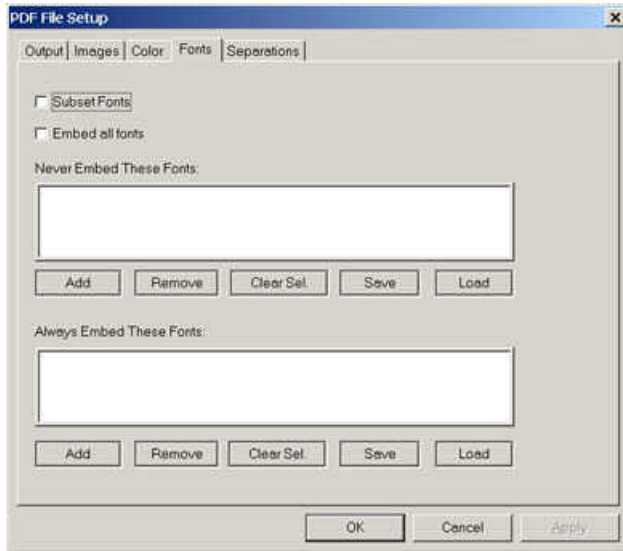 PDF File Setup
Output Images Color Fonts Separations
Subset Fonts
Embed all fonts
Never Embed These Fonts:
Add Remove Clear Sel. Save Load
Always Embed These Fonts:
Add Remove Clear Sel. Save Load
OK Cancel Apply